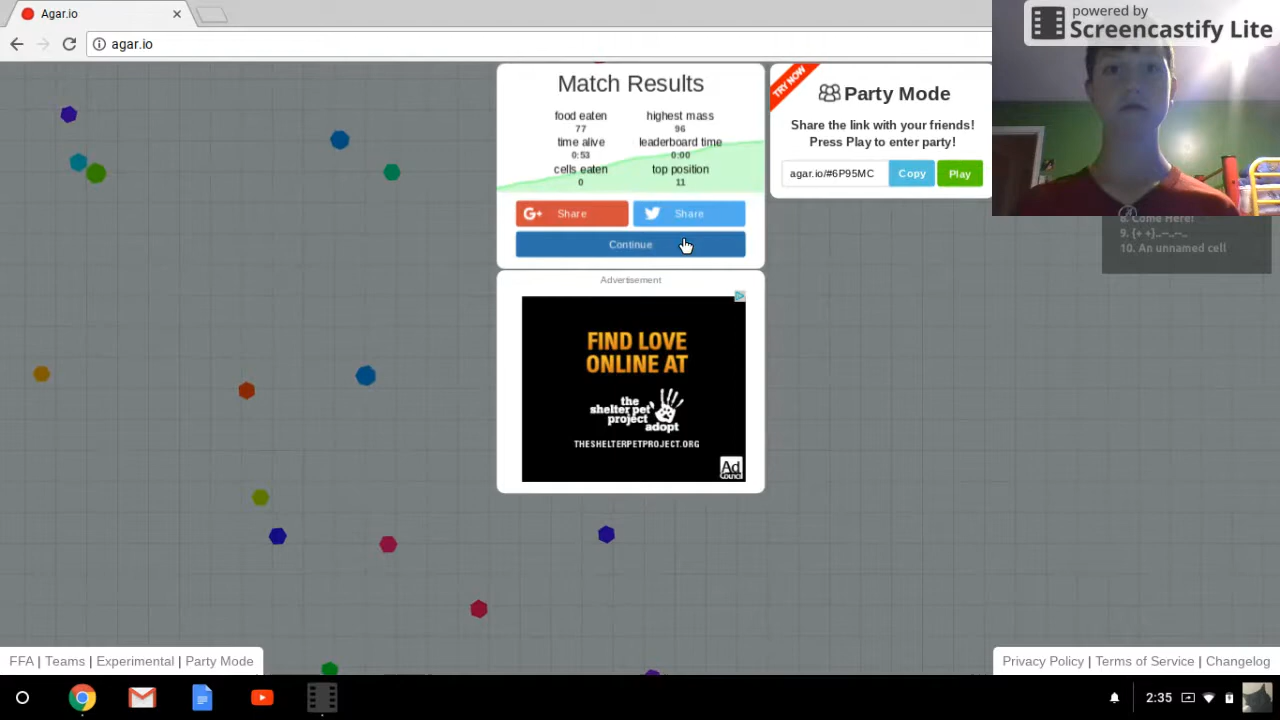 Agar.io
agar.io
powered by
Screencastify Lite
Match Results
food eaten
77
highest mass
96
time alive
0:53
leaderboard time
0:00
cells eaten
0
top position
11
G+ Share
Share
Continue
TRY NOW
Party Mode
Share the link with your friends!
Press Play to enter party!
agar.io/#6P95MC
Copy
Play
8. Come Here!
9. {+ +}..--..--..
10. An unnamed cell
Advertisement
FIND LOVE
ONLINE AT
the
shelter pet
project
adopt
THESHELTERPETPROJECT.ORG
Ad
Council
FFA | Teams | Experimental | Party Mode
Privacy Policy | Terms of Service | Changelog
2:35